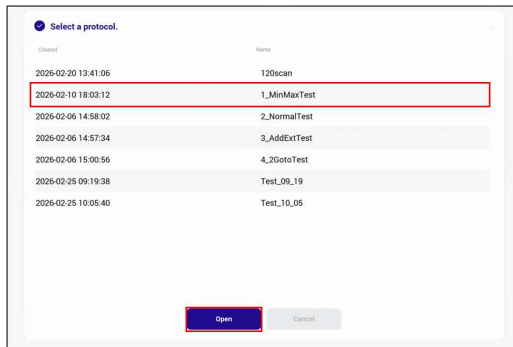 Select a protocol.
Created Name
2026-02-20 13:41:06 120scan
2026-02-10 18:03:12 1_MinMaxTest
2026-02-06 14:58:02 2_NormalTest
2026-02-06 14:57:34 3_AddExtTest
2026-02-06 15:00:56 4_2GotoTest
2026-02-25 09:19:38 Test_09_19
2026-02-25 10:05:40 Test_10_05
Open Cancel